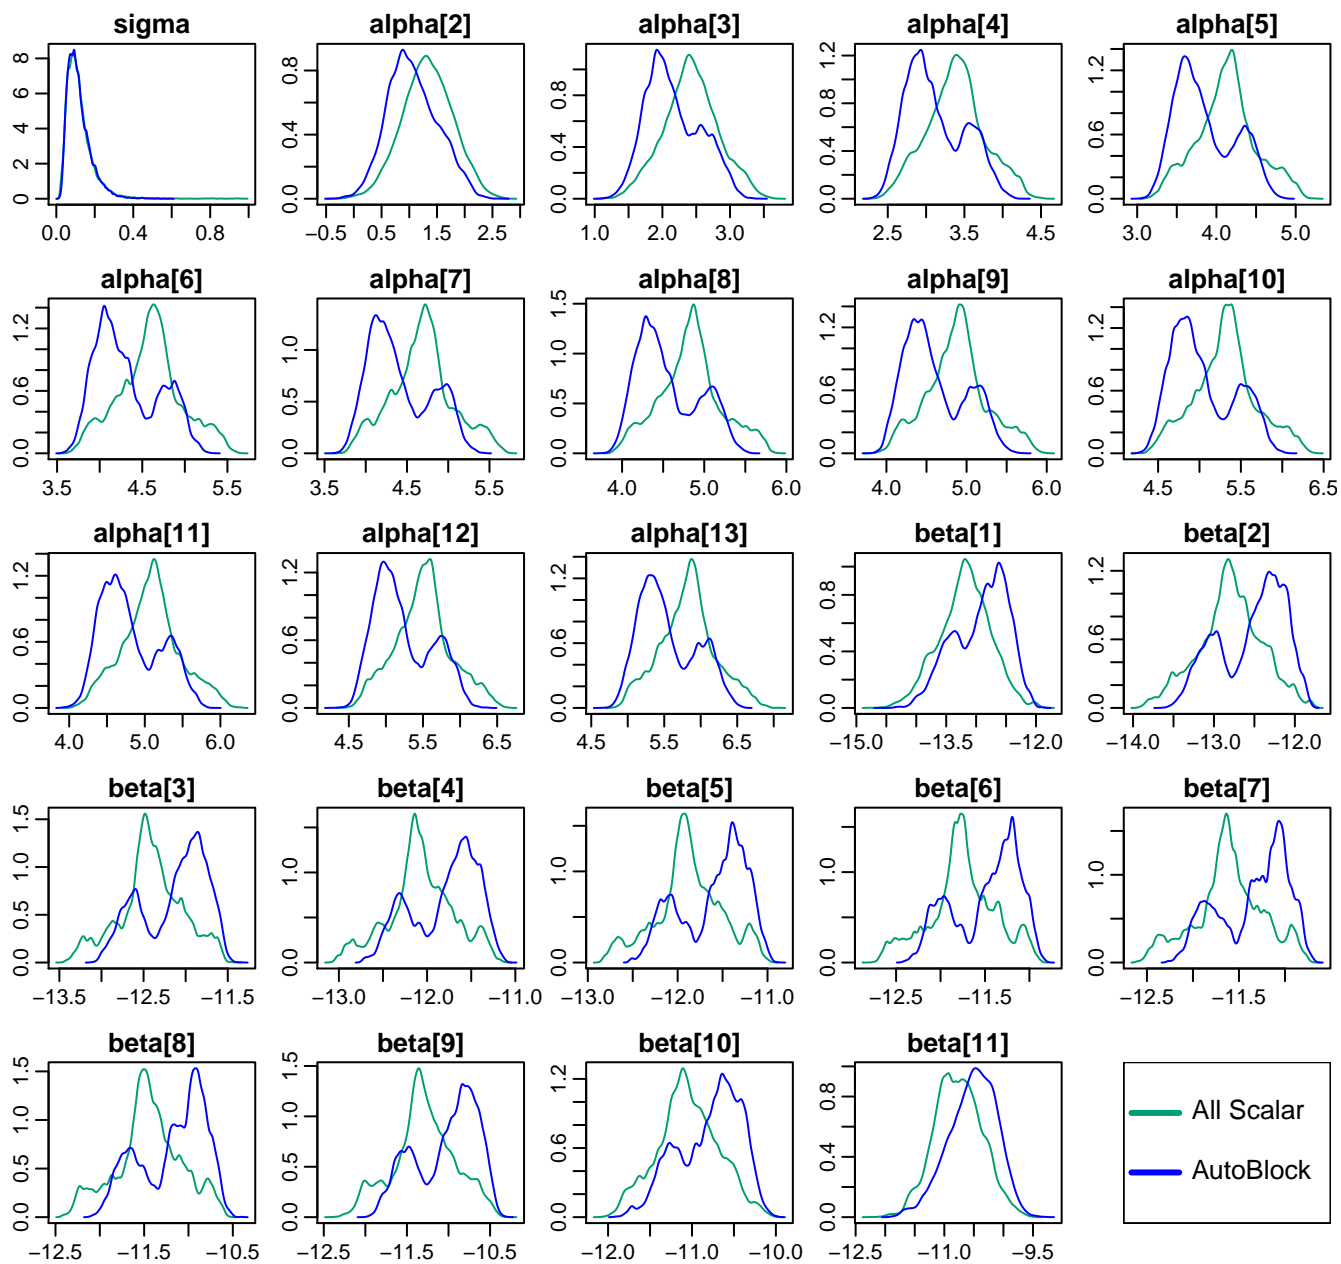 sigma alpha[2] alpha[3] alpha[4] alpha[5]
0 2 4 6 8
0.0 0.4 0.8
0.0 0.4 0.8
−0.5 0.5 1.5 2.5
0.0 0.4 0.8
1.0 2.0 3.0
0.0 0.4 0.8 1.2
2.5 3.5 4.5
0.0 0.6 1.2
3.0 4.0 5.0
alpha[6] alpha[7] alpha[8] alpha[9] alpha[10]
0.0 0.6 1.2
3.5 4.5 5.5
0.0 0.5 1.0
3.5 4.5 5.5
0.0 0.5 1.0 1.5
4.0 5.0 6.0
0.0 0.6 1.2
4.0 5.0 6.0
0.0 0.6 1.2
4.5 5.5 6.5
alpha[11] alpha[12] alpha[13] beta[1] beta[2]
0.0 0.6 1.2
4.0 5.0 6.0
0.0 0.6 1.2
4.5 5.5 6.5
0.0 0.6 1.2
4.5 5.5 6.5
0.0 0.4 0.8
−15.0 −13.5 −12.0
0.0 0.6 1.2
−14.0 −13.0 −12.0
beta[3] beta[4] beta[5] beta[6] beta[7]
0.0 0.5 1.0 1.5
−13.5 −12.5 −11.5
0.0 1.0
−13.0 −12.0 −11.0
0.0 1.0
−13.0 −12.0 −11.0
0.0 1.0
−12.5 −11.5
0.0 1.0
−12.5 −11.5
beta[8] beta[9] beta[10] beta[11]
0.0 0.5 1.0 1.5
−12.5 −11.5 −10.5
0.0 0.5 1.0 1.5
−12.5 −11.5 −10.5
0.0 0.6 1.2
−12.0 −11.0 −10.0
0.0 0.4 0.8
−12.5 −11.0 −9.5
All Scalar
AutoBlock